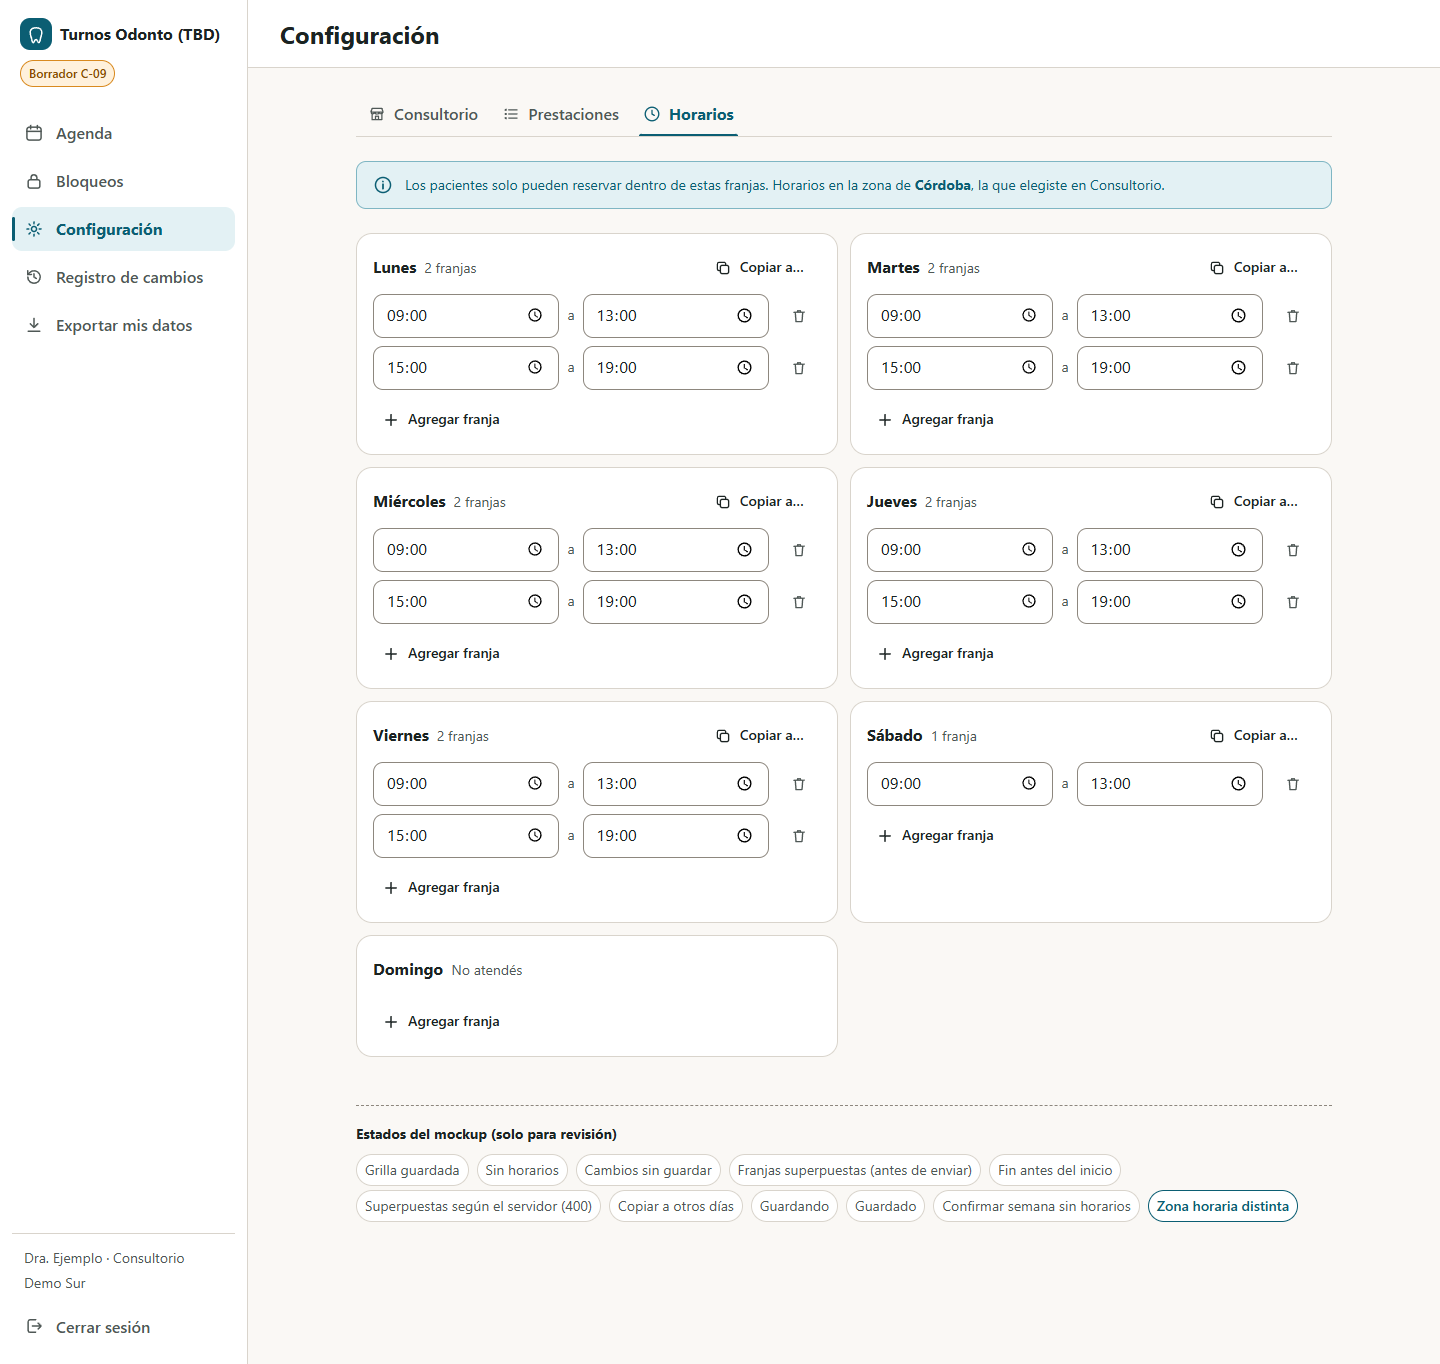 Turnos Odonto (TBD)
Borrador C-09
Agenda
Bloqueos
Configuración
Registro de cambios
Exportar mis datos
Dra. Ejemplo · Consultorio
Demo Sur
Cerrar sesión
Configuración
Consultorio Prestaciones Horarios
Los pacientes solo pueden reservar dentro de estas franjas. Horarios en la zona de Córdoba, la que elegiste en Consultorio.
Lunes 2 franjas Copiar a...
09:00 a 13:00
15:00 a 19:00
Agregar franja
Martes 2 franjas Copiar a...
09:00 a 13:00
15:00 a 19:00
Agregar franja
Miércoles 2 franjas Copiar a...
09:00 a 13:00
15:00 a 19:00
Agregar franja
Jueves 2 franjas Copiar a...
09:00 a 13:00
15:00 a 19:00
Agregar franja
Viernes 2 franjas Copiar a...
09:00 a 13:00
15:00 a 19:00
Agregar franja
Sábado 1 franja Copiar a...
09:00 a 13:00
Agregar franja
Domingo No atendés
Agregar franja
Estados del mockup (solo para revisión)
Grilla guardada Sin horarios Cambios sin guardar Franjas superpuestas (antes de enviar) Fin antes del inicio
Superpuestas según el servidor (400) Copiar a otros días Guardando Guardado Confirmar semana sin horarios Zona horaria distinta